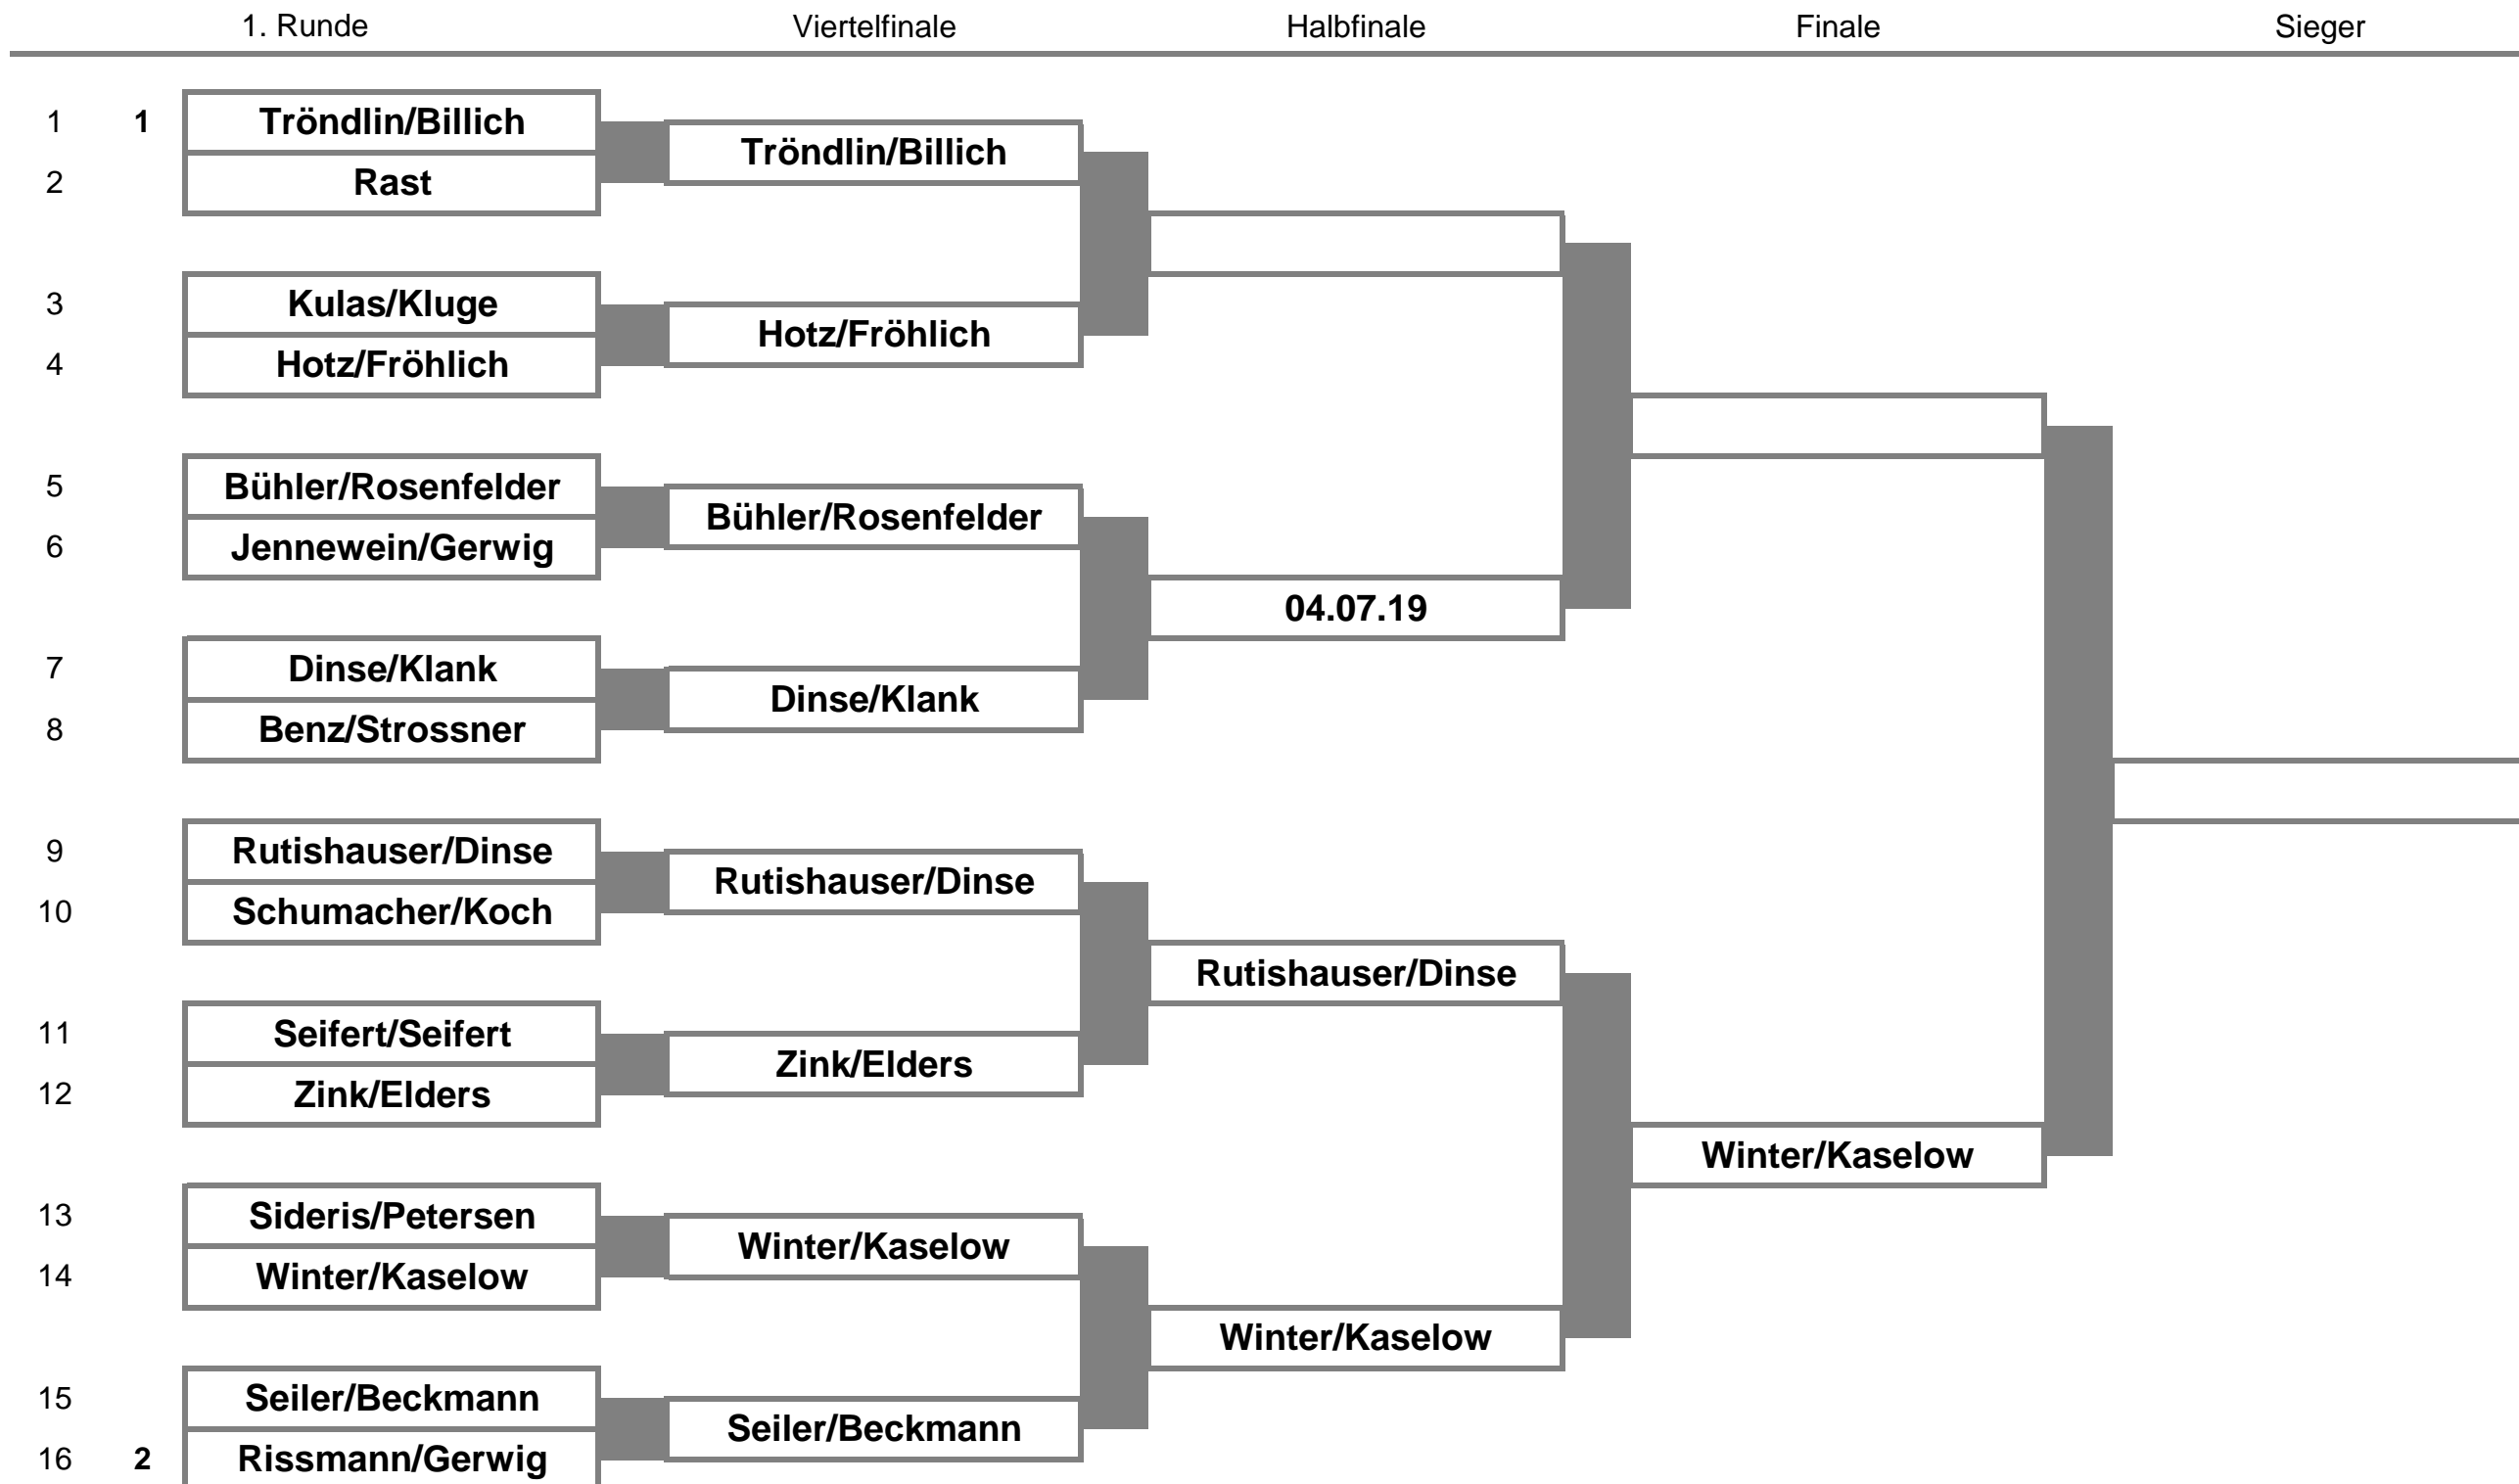 1. Runde Viertelfinale Halbfinale Finale Sieger
1 1 Tröndlin/Billich
Tröndlin/Billich
2 Rast
3 Kulas/Kluge
Hotz/Fröhlich
4 Hotz/Fröhlich
5 Bühler/Rosenfelder
Bühler/Rosenfelder
6 Jennewein/Gerwig
04.07.19
7 Dinse/Klank
Dinse/Klank
8 Benz/Strossner
9 Rutishauser/Dinse
Rutishauser/Dinse
10 Schumacher/Koch
Rutishauser/Dinse
11 Seifert/Seifert
Zink/Elders
12 Zink/Elders
Winter/Kaselow
13 Sideris/Petersen
Winter/Kaselow
14 Winter/Kaselow
Winter/Kaselow
15 Seiler/Beckmann
Seiler/Beckmann
16 2 Rissmann/Gerwig